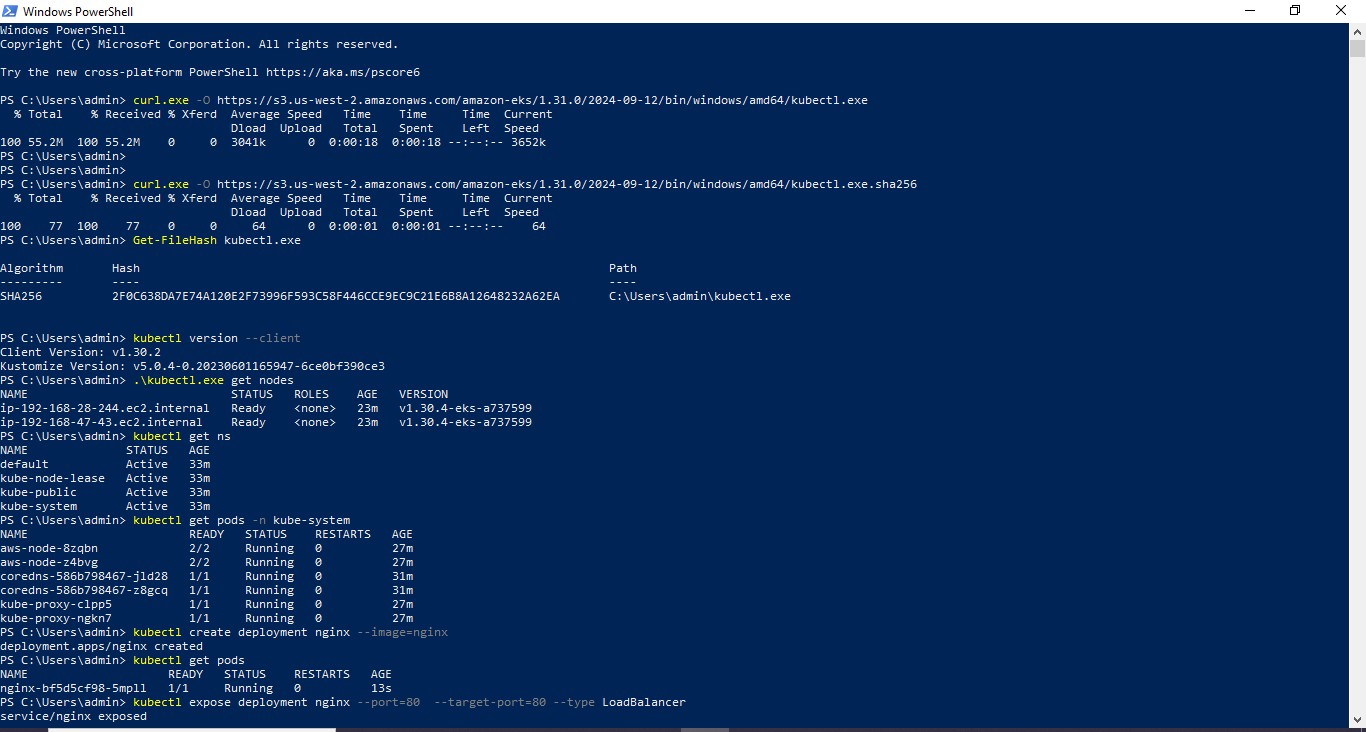 Windows PowerShell
Windows PowerShell
Copyright (C) Microsoft Corporation. All rights reserved.
Try the new cross-platform PowerShell https://aka.ms/pscore6
PS C:\Users\admin> curl.exe -O https://s3.us-west-2.amazonaws.com/amazon-eks/1.31.0/2024-09-12/bin/windows/amd64/kubectl.exe
  % Total    % Received % Xferd  Average Speed   Time    Time     Time  Current
                                 Dload  Upload   Total   Spent    Left  Speed
100 55.2M  100 55.2M    0     0  3041k      0  0:00:18  0:00:18 --:--:-- 3652k
PS C:\Users\admin>
PS C:\Users\admin>
PS C:\Users\admin> curl.exe -O https://s3.us-west-2.amazonaws.com/amazon-eks/1.31.0/2024-09-12/bin/windows/amd64/kubectl.exe.sha256
  % Total    % Received % Xferd  Average Speed   Time    Time     Time  Current
                                 Dload  Upload   Total   Spent    Left  Speed
100    77  100    77    0     0     64      0  0:00:01  0:00:01 --:--:--    64
PS C:\Users\admin> Get-FileHash kubectl.exe
Algorithm       Hash                                                                   Path
---------       ----                                                                   ----
SHA256          2F0C638DA7E74A120E2F73996F593C58F446CCE9EC9C21E6B8A12648232A62EA       C:\Users\admin\kubectl.exe
PS C:\Users\admin> kubectl version --client
Client Version: v1.30.2
Kustomize Version: v5.0.4-0.20230601165947-6ce0bf390ce3
PS C:\Users\admin> .\kubectl.exe get nodes
NAME                             STATUS   ROLES    AGE   VERSION
ip-192-168-28-244.ec2.internal   Ready    <none>   23m   v1.30.4-eks-a737599
ip-192-168-47-43.ec2.internal    Ready    <none>   23m   v1.30.4-eks-a737599
PS C:\Users\admin> kubectl get ns
NAME              STATUS   AGE
default           Active   33m
kube-node-lease   Active   33m
kube-public       Active   33m
kube-system       Active   33m
PS C:\Users\admin> kubectl get pods -n kube-system
NAME                       READY   STATUS    RESTARTS   AGE
aws-node-8zqbn             2/2     Running   0          27m
aws-node-z4bvg             2/2     Running   0          27m
coredns-586b798467-jld28   1/1     Running   0          31m
coredns-586b798467-z8gcq   1/1     Running   0          31m
kube-proxy-clpp5           1/1     Running   0          27m
kube-proxy-ngkn7           1/1     Running   0          27m
PS C:\Users\admin> kubectl create deployment nginx --image=nginx
deployment.apps/nginx created
PS C:\Users\admin> kubectl get pods
NAME                    READY   STATUS    RESTARTS   AGE
nginx-bf5d5cf98-5mpll   1/1     Running   0          13s
PS C:\Users\admin> kubectl expose deployment nginx --port=80  --target-port=80 --type LoadBalancer
service/nginx exposed